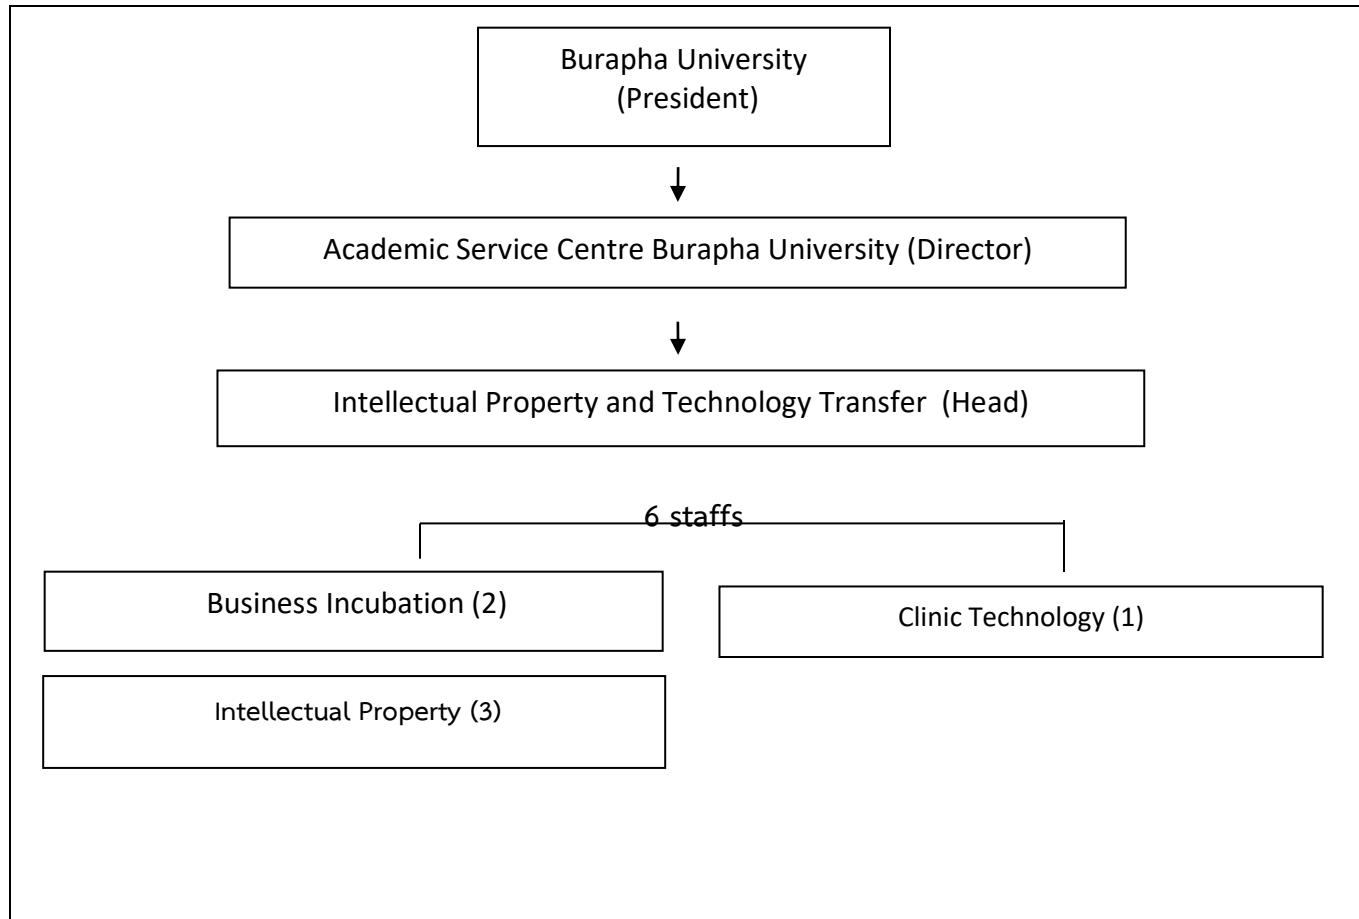 Burapha University
(President)
Academic Service Centre Burapha University (Director)
Intellectual Property and Technology Transfer  (Head)
6 staffs
Business Incubation (2)
Clinic Technology (1)
Intellectual Property (3)